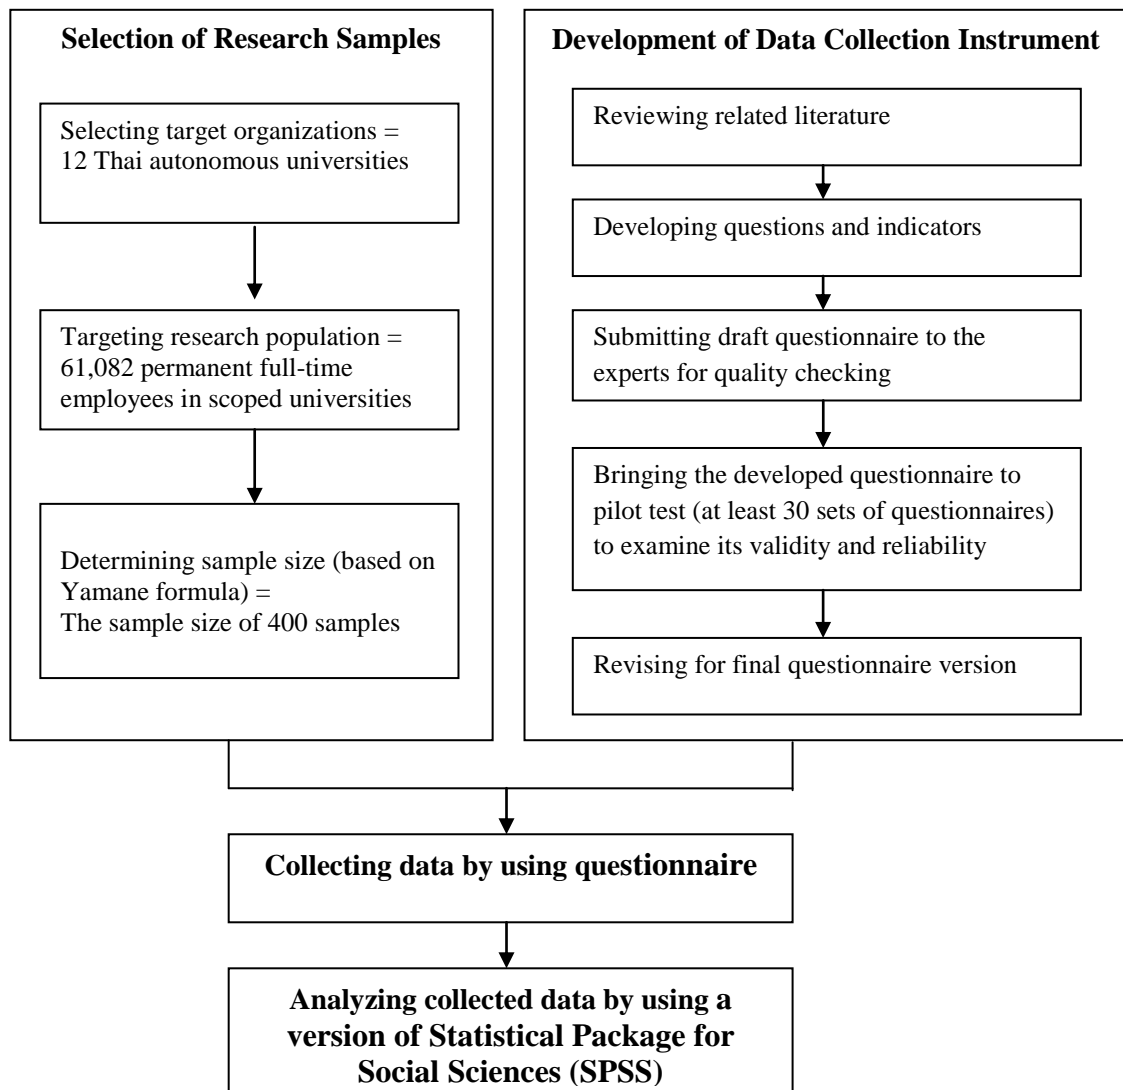 Selection of Research Samples
Selecting target organizations =
12 Thai autonomous universities
Targeting research population =
61,082 permanent full-time
employees in scoped universities
Determining sample size (based on
Yamane formula) =
The sample size of 400 samples
Development of Data Collection Instrument
Reviewing related literature
Developing questions and indicators
Submitting draft questionnaire to the
experts for quality checking
Bringing the developed questionnaire to
pilot test (at least 30 sets of questionnaires)
to examine its validity and reliability
Revising for final questionnaire version
Collecting data by using questionnaire
Analyzing collected data by using a
version of Statistical Package for
Social Sciences (SPSS)